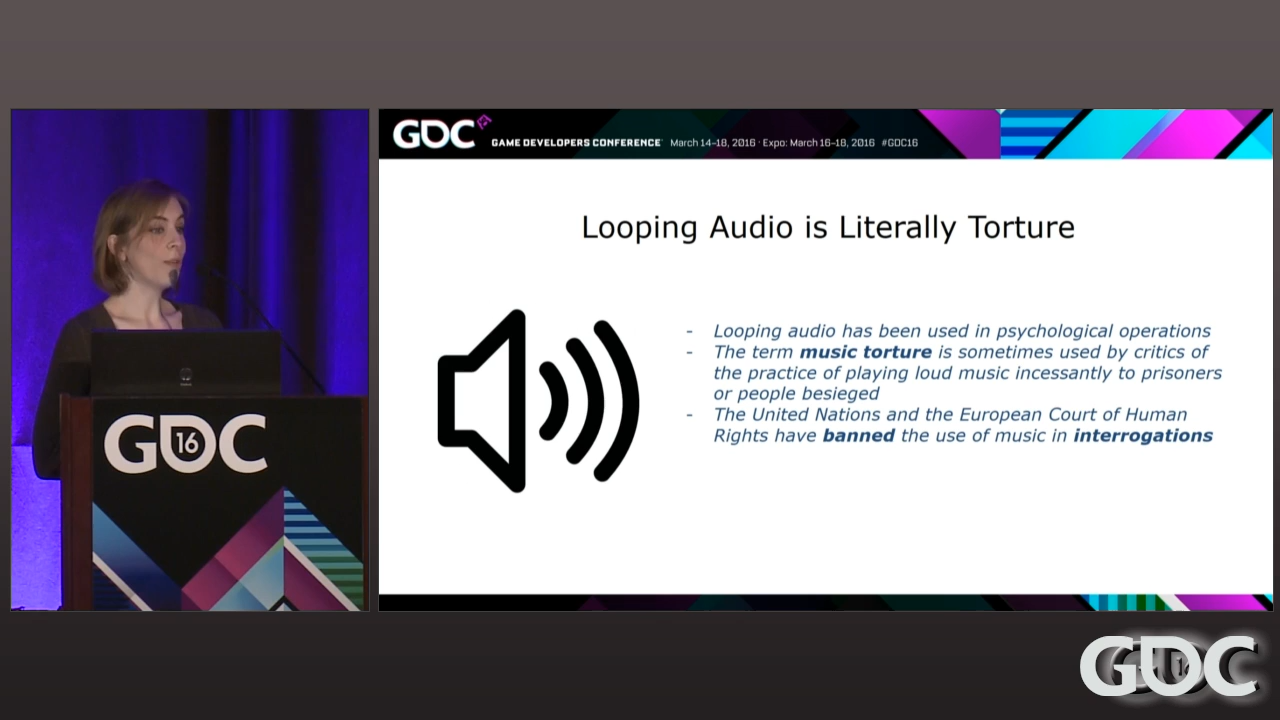 GDC
GAME DEVELOPERS CONFERENCE March 14-18, 2016 · Expo: March 16-18, 2016 #GDC16
Looping Audio is Literally Torture
- Looping audio has been used in psychological operations
- The term music torture is sometimes used by critics of
the practice of playing loud music incessantly to prisoners
or people besieged
- The United Nations and the European Court of Human
Rights have banned the use of music in interrogations
GDC
16
GDC
16